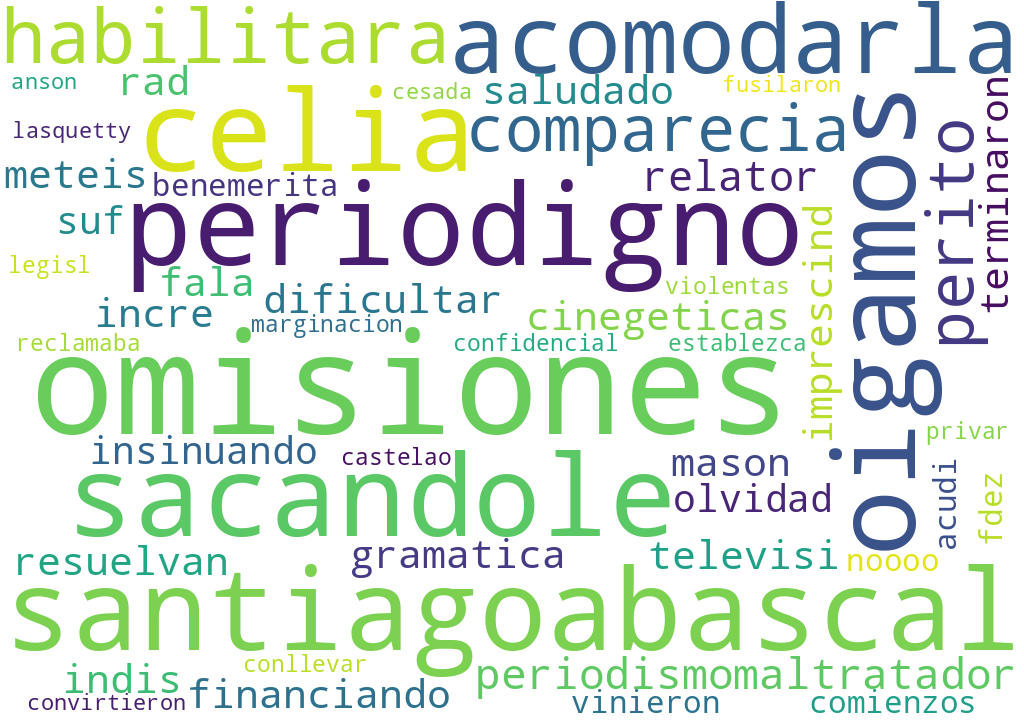 habilitara
acomodarla
anson
rad
celia
cesada
saludado
fusilaron
lasquetty
comparecia
meteis
benemerita
relator
oigamos
perito
terminaron
suf
periodigno
imprescind
legisl
fala
violentas
incre
dificultar
cinegeticas
marginacion
reclamaba
confidencial
establezca
omisiones
privar
insinuando
castelao
mason
sacandole
olvidad
acudi
fdez
resuelvan
gramatica
televisi
noooo
santiagoabascal
indis
conllevar
periodismomaltratador
convirtieron
financiando
vinieron
comienzos